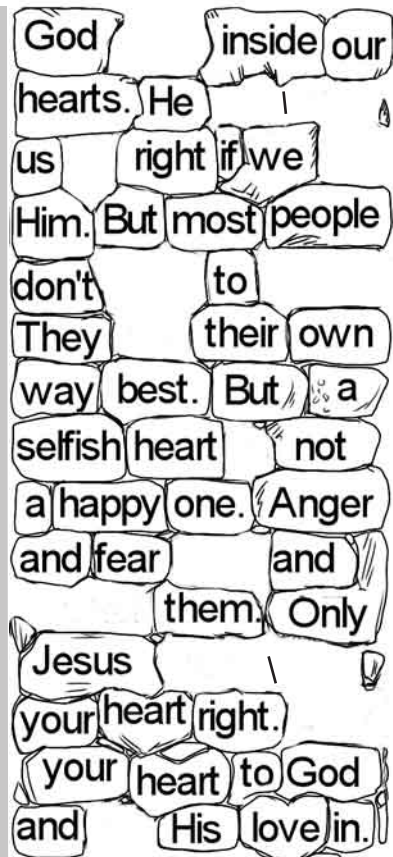 God inside our
hearts. He
us right if we
Him. But most people
don't to
They their own
way best. But a
selfish heart not
a happy one. Anger
and fear and
them. Only
Jesus
your heart right.
your heart to God
and His love in.